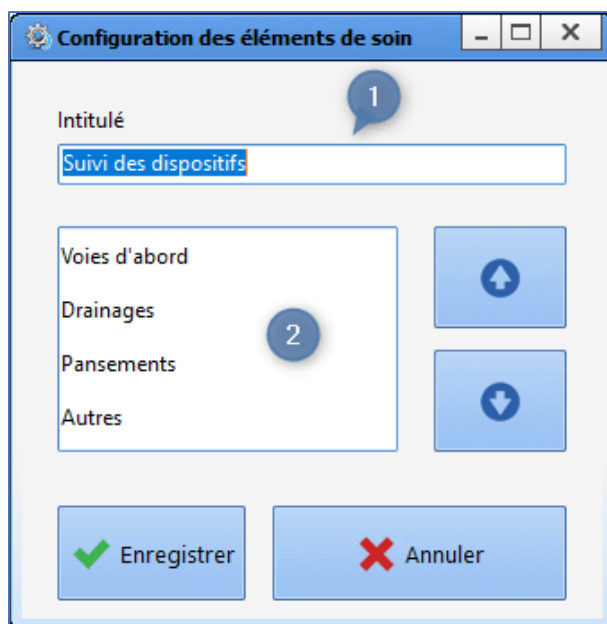 Configuration des éléments de soin
1
Intitulé
Suivi des dispositifs
Voies d'abord
Drainages
2
Pansements
Autres
Enregistrer
Annuler